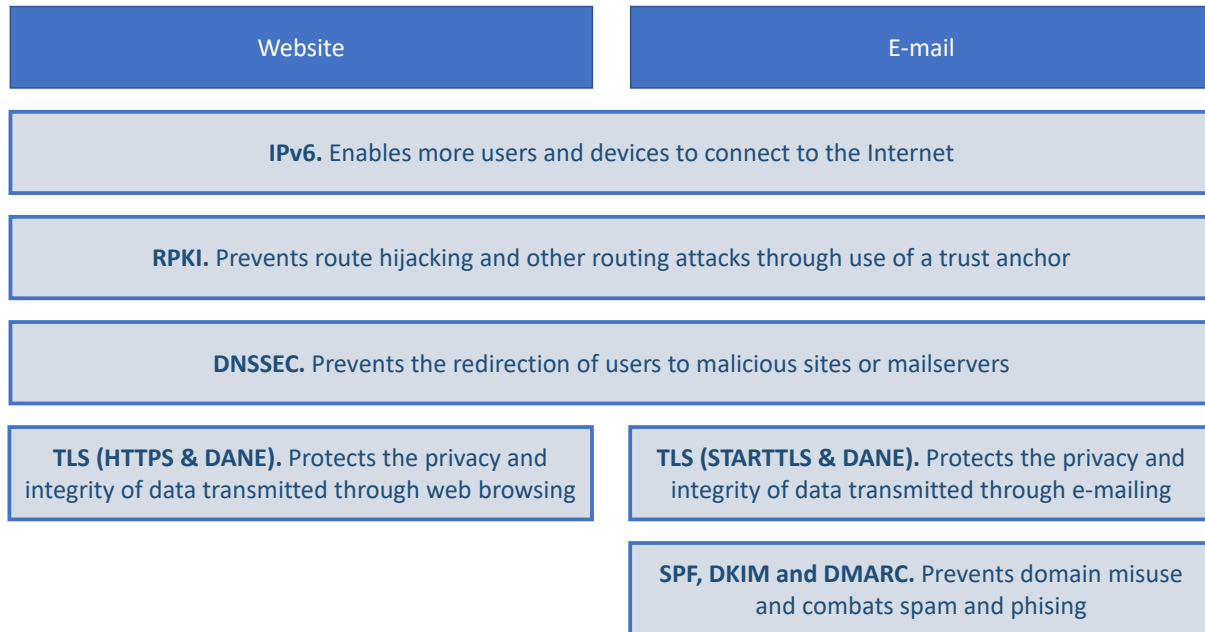 Website
E-mail
IPv6. Enables more users and devices to connect to the Internet
RPKI. Prevents route hijacking and other routing attacks through use of a trust anchor
DNSSEC. Prevents the redirection of users to malicious sites or mailservers
TLS (HTTPS & DANE). Protects the privacy and
integrity of data transmitted through web browsing
TLS (STARTTLS & DANE). Protects the privacy and
integrity of data transmitted through e-mailing
SPF, DKIM and DMARC. Prevents domain misuse
and combats spam and phising